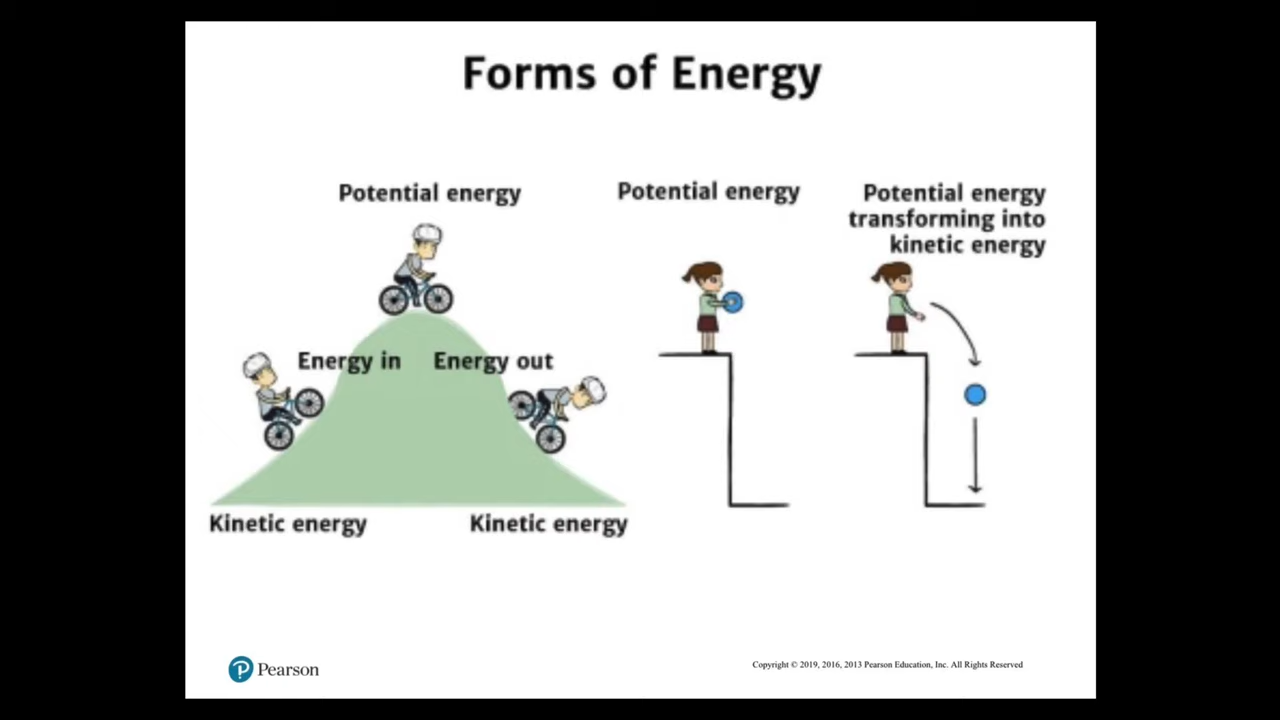 Forms of Energy
Potential energy
Energy in
Energy out
Kinetic energy
Kinetic energy
Potential energy
Potential energy
transforming into
kinetic energy
Pearson
Copyright © 2019, 2016, 2013 Pearson Education, Inc. All Rights Reserved